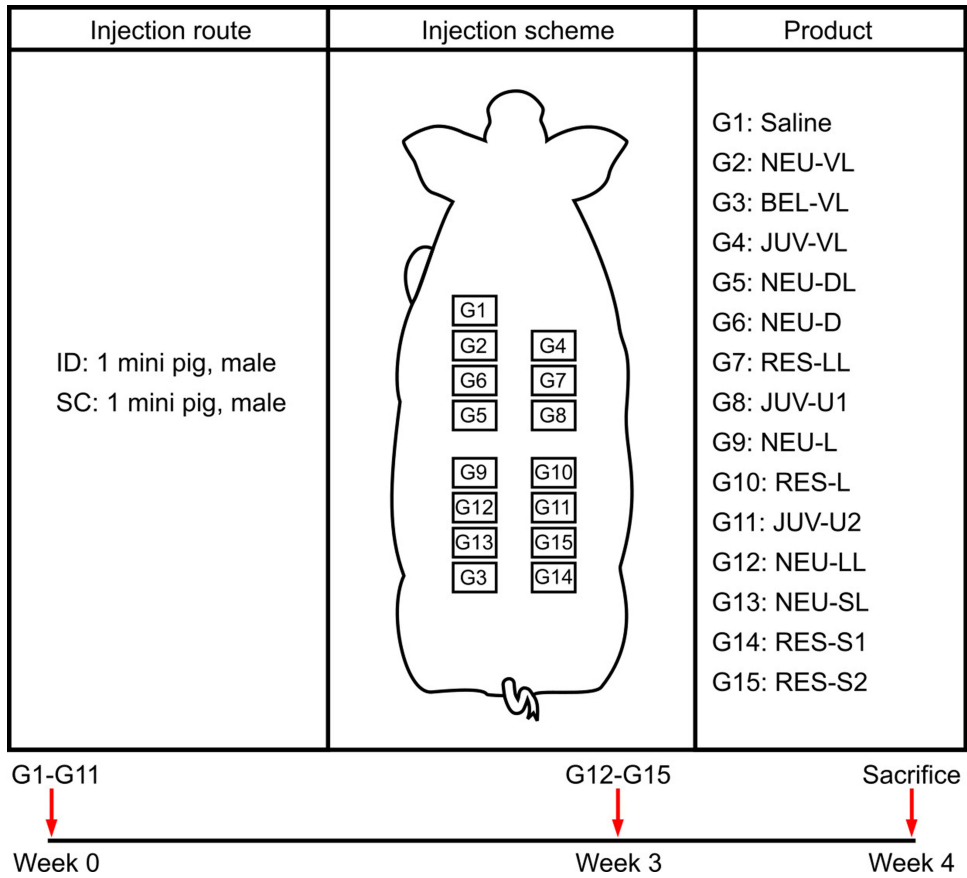 Injection route
Injection scheme
Product
ID: 1 mini pig, male
SC: 1 mini pig, male
G1
G2
G4
G6
G7
G5
G8
G9
G10
G12
G11
G13
G15
G3
G14
G1: Saline
G2: NEU-VL
G3: BEL-VL
G4: JUV-VL
G5: NEU-DL
G6: NEU-D
G7: RES-LL
G8: JUV-U1
G9: NEU-L
G10: RES-L
G11: JUV-U2
G12: NEU-LL
G13: NEU-SL
G14: RES-S1
G15: RES-S2
G1-G11
G12-G15
Sacrifice
Week 0
Week 3
Week 4